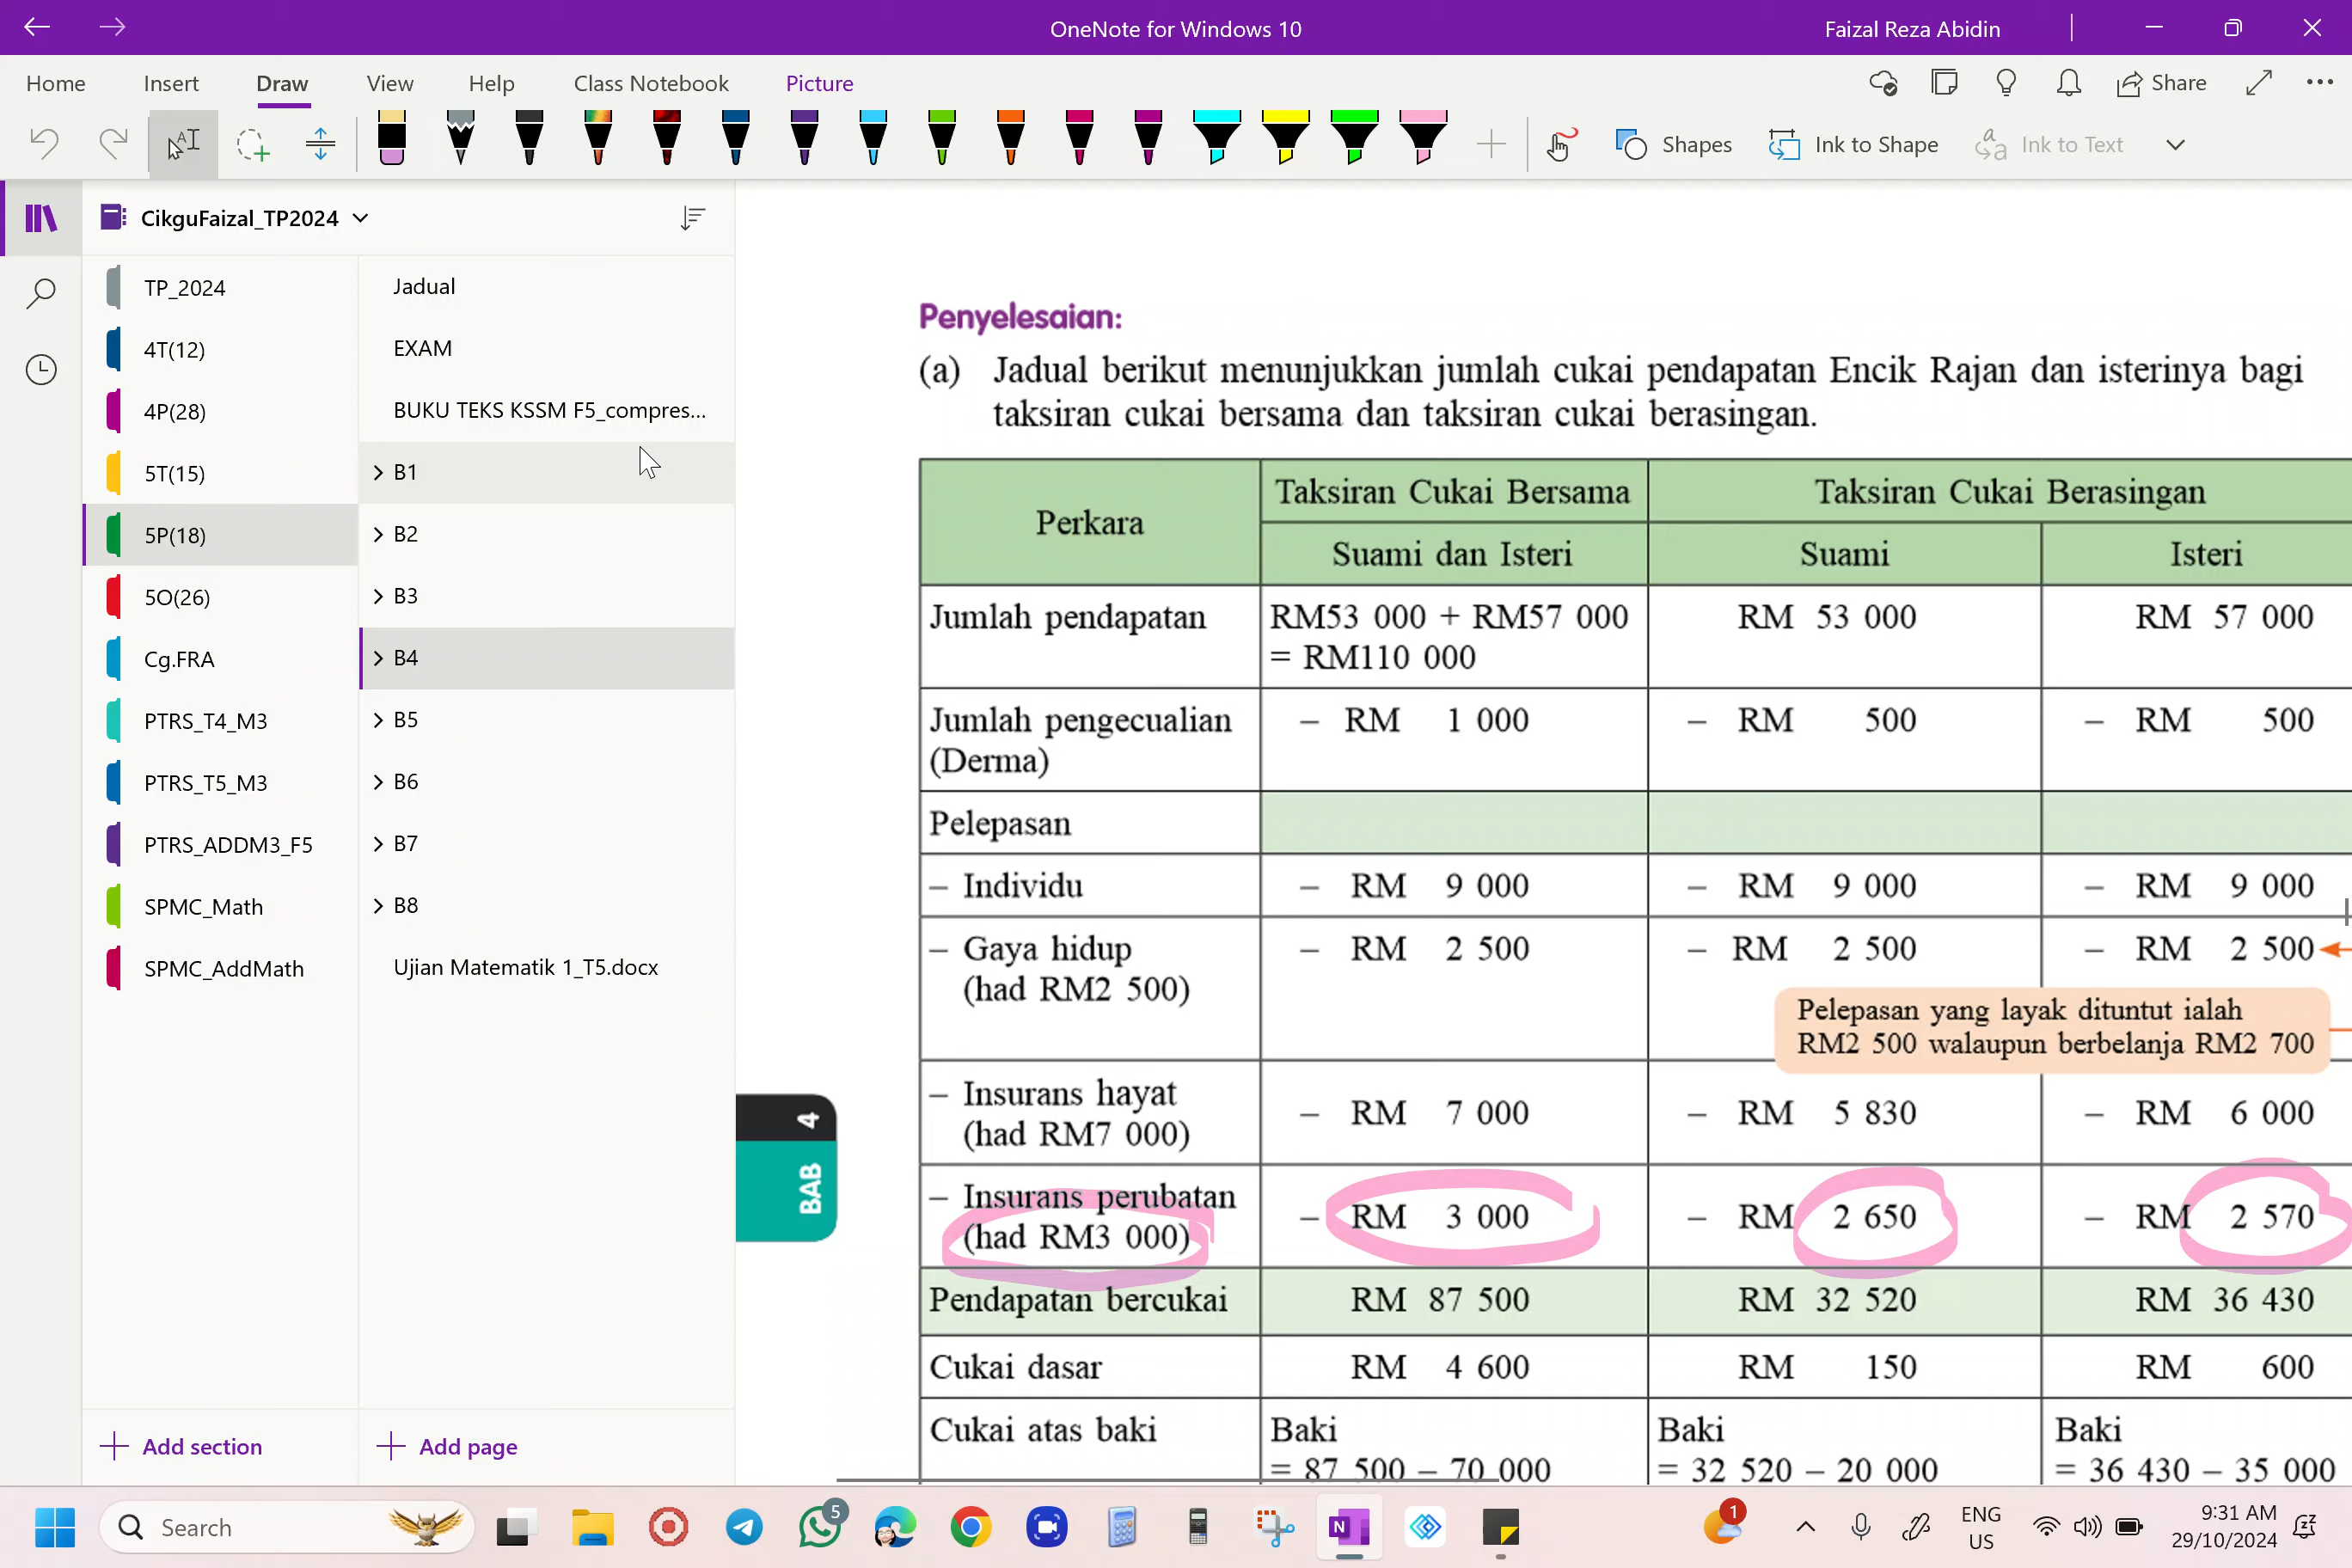 OneNote for Windows 10
Faizal Reza Abidin
Home Insert Draw View Help Class Notebook Picture
Share
Shapes Ink to Shape Ink to Text
CikguFaizal_TP2024
TP_2024
4T(12)
4P(28)
5T(15)
5P(18)
5O(26)
Cg.FRA
PTRS_T4_M3
PTRS_T5_M3
PTRS_ADDM3_F5
SPMC_Math
SPMC_AddMath
Add section
Jadual
EXAM
BUKU TEKS KSSM F5_compres...
B1
B2
B3
B4
B5
B6
B7
B8
Ujian Matematik 1_T5.docx
Add page
Penyelesaian:
(a) Jadual berikut menunjukkan jumlah cukai pendapatan Encik Rajan dan isterinya bagi
taksiran cukai bersama dan taksiran cukai berasingan.
Perkara Taksiran Cukai Bersama Taksiran Cukai Berasingan
Suami dan Isteri Suami Isteri
Jumlah pendapatan RM53 000 + RM57 000 RM 53 000 RM 57 000
= RM110 000
Jumlah pengecualian – RM 1 000 – RM 500 – RM 500
(Derma)
Pelepasan
– Individu – RM 9 000 – RM 9 000 – RM 9 000
– Gaya hidup – RM 2 500 – RM 2 500 – RM 2 500
(had RM2 500)
Pelepasan yang layak dituntut ialah
RM2 500 walaupun berbelanja RM2 700
– Insurans hayat – RM 7 000 – RM 5 830 – RM 6 000
(had RM7 000)
– Insurans perubatan – RM 3 000 – RM 2 650 – RM 2 570
(had RM3 000)
Pendapatan bercukai RM 87 500 RM 32 520 RM 36 430
Cukai dasar RM 4 600 RM 150 RM 600
Cukai atas baki Baki Baki Baki
= 87 500 – 70 000 = 32 520 – 20 000 = 36 430 – 35 000
BAB 4
Search
5
1
ENG
US
9:31 AM
29/10/2024